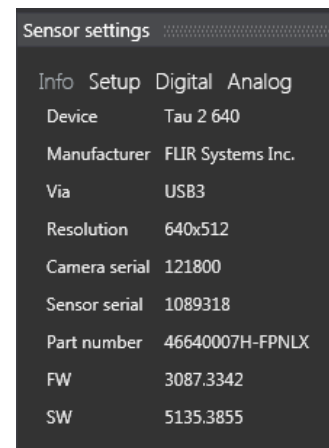 Sensor settings
Info Setup Digital Analog
Device Tau 2 640
Manufacturer FLIR Systems Inc.
Via USB3
Resolution 640x512
Camera serial 121800
Sensor serial 1089318
Part number 46640007H-FPNLX
FW 3087.3342
SW 5135.3855